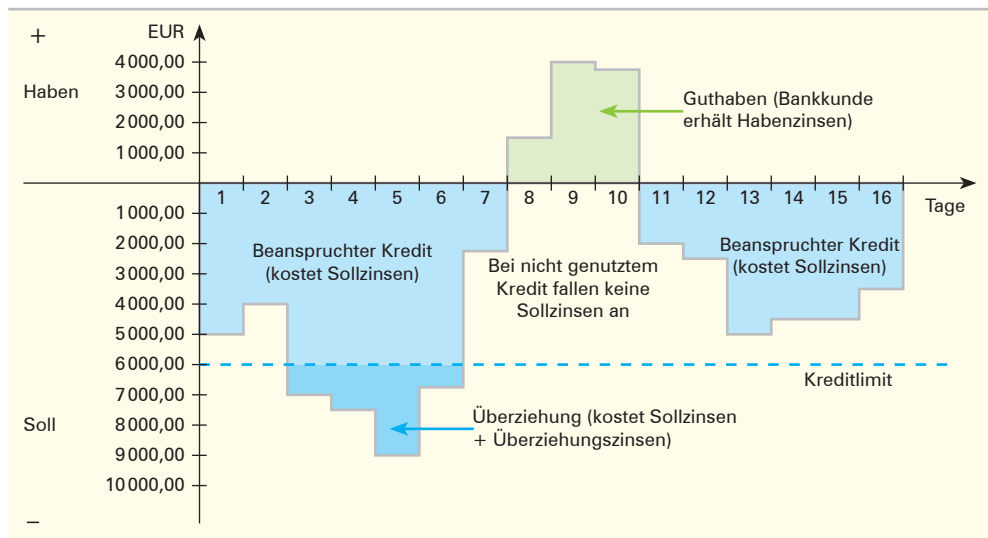 +
EUR
4 000,00
Haben
3 000,00
2 000,00
1 000,00
Guthaben (Bankkunde
erhält Habenzinsen)
1 2 3 4 5 6 7 8 9 10 11 12 13 14 15 16
Tage
1 000,00
2 000,00
3 000,00
4 000,00
5 000,00
6 000,00
7 000,00
8 000,00
9 000,00
10 000,00
Beanspruchter Kredit
(kostet Sollzinsen)
Bei nicht genutztem
Kredit fallen keine
Sollzinsen an
Beanspruchter Kredit
(kostet Sollzinsen)
Kreditlimit
Soll
Überziehung (kostet Sollzinsen
+ Überziehungszinsen)
–